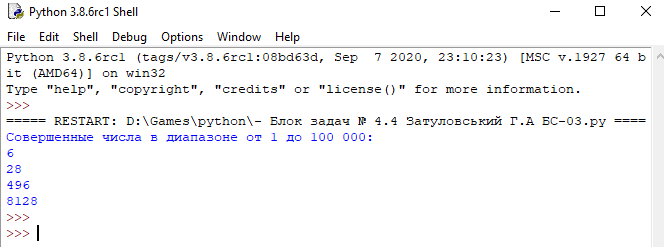 Python 3.8.6rc1 Shell
File Edit Shell Debug Options Window Help
Python 3.8.6rc1 (tags/v3.8.6rc1:08bd63d, Sep  7 2020, 23:10:23) [MSC v.1927 64 b
it (AMD64)] on win32
Type "help", "copyright", "credits" or "license()" for more information.
>>>
===== RESTART: D:\Games\python\- Блок задач № 4.4 Затуловський Г.А БС-03.py ====
Совершенные числа в диапазоне от 1 до 100 000:
6
28
496
8128
>>>
>>>